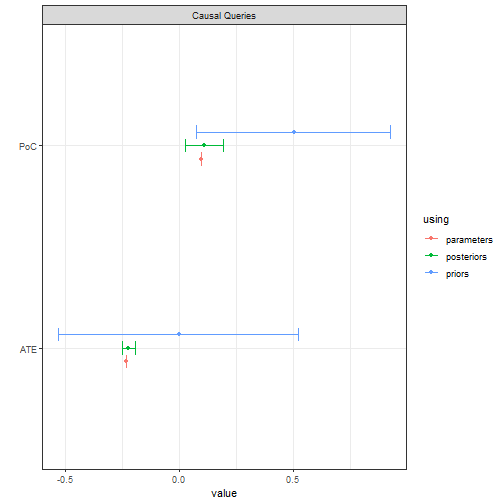 Causal Queries
PoC
ATE
-0.5
0.0
0.5
value
using
parameters
posteriors
priors